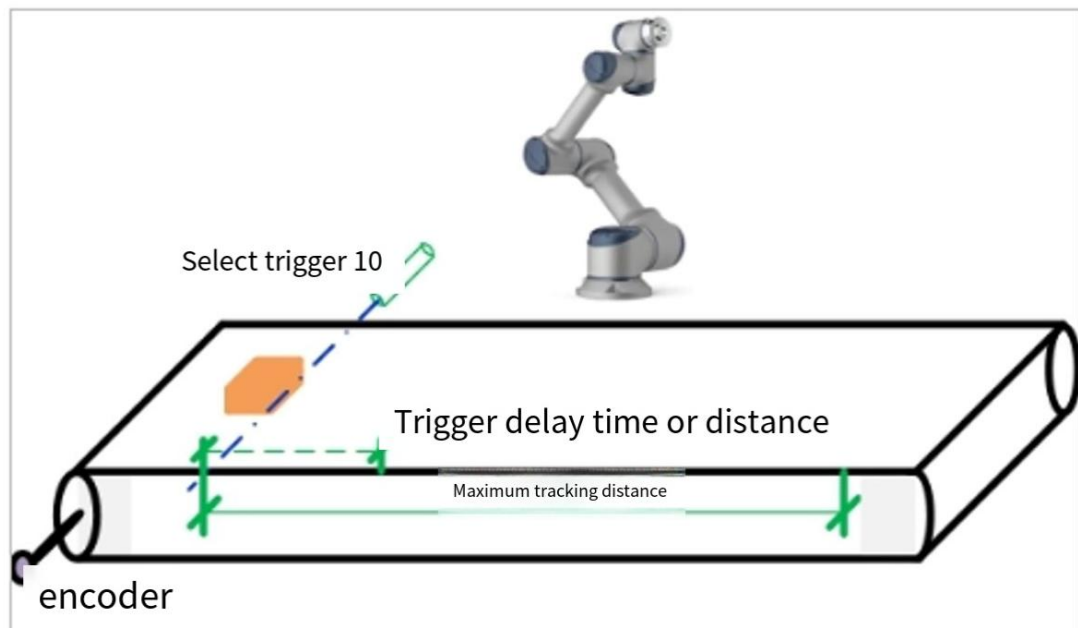 Select trigger 10
Trigger delay time or distance
Maximum tracking distance
encoder